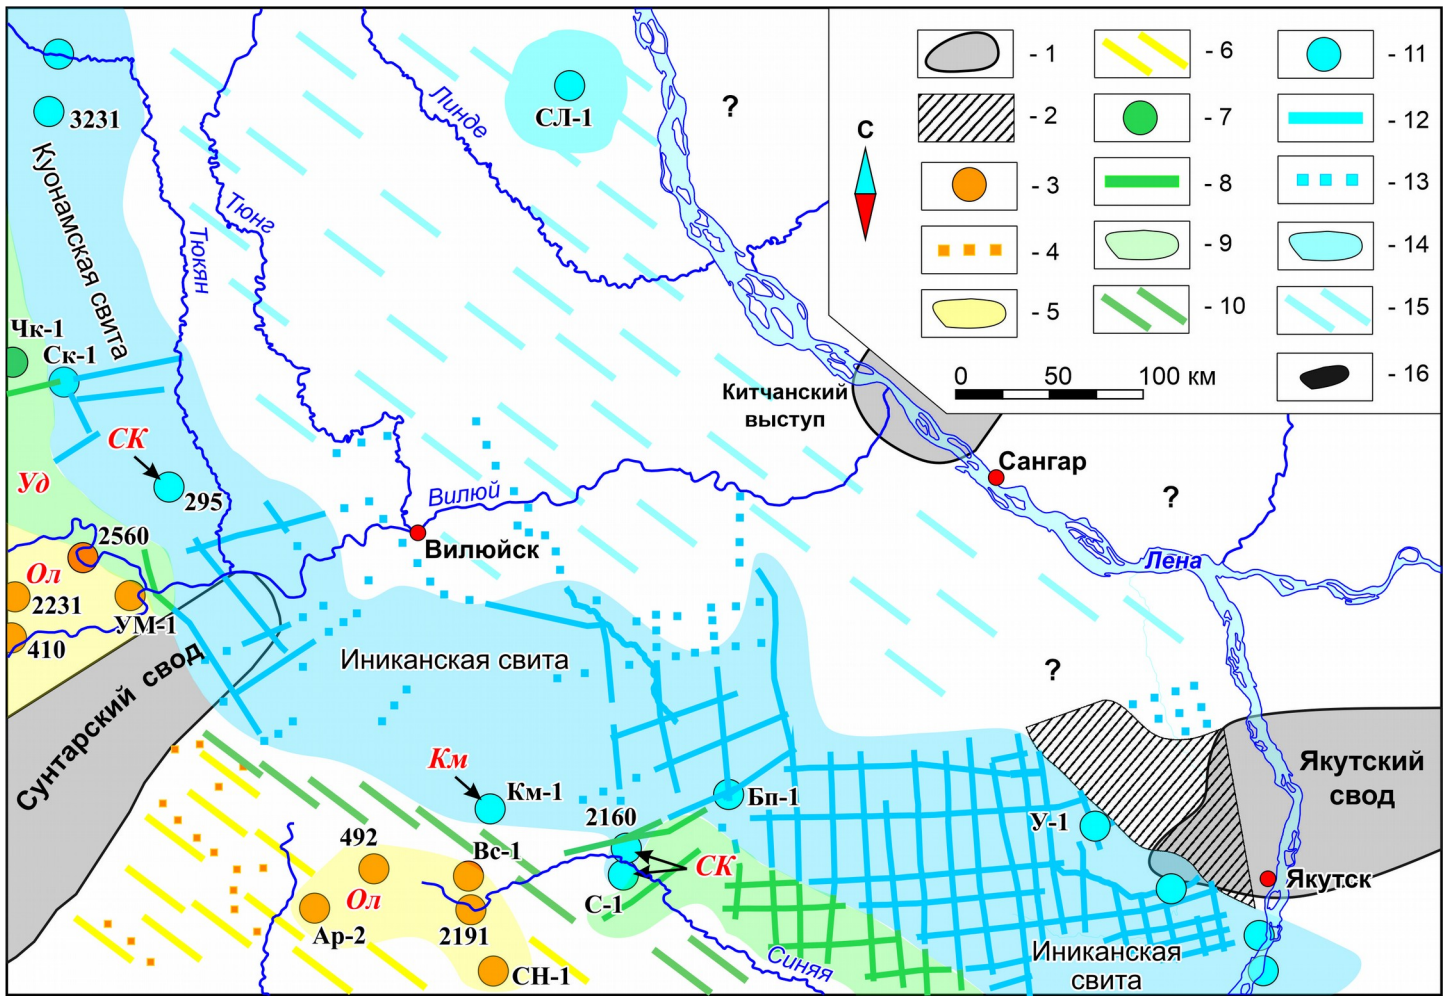 3231
Куонамская свита
Тюкян
Тюнг
Линде
СЛ-1
?
С
- 1
- 2
- 3
- 4
- 5
- 6
- 7
- 8
- 9
- 10
- 11
- 12
- 13
- 14
- 15
- 16
0 50 100 км
Чк-1
Ск-1
СК
295
Уд
2560
Ол
2231
УМ-1
410
Сунтарский свод
Вилюй
Вилюйск
Китчанский
выступ
Сангар
?
Лена
?
Иниканская свита
Км
Км-1
2160
Бп-1
У-1
Якутский
свод
Якутск
492
Вс-1
Ол
Ар-2
2191
СН-1
С-1
СК
Синяя
Иниканская
свита